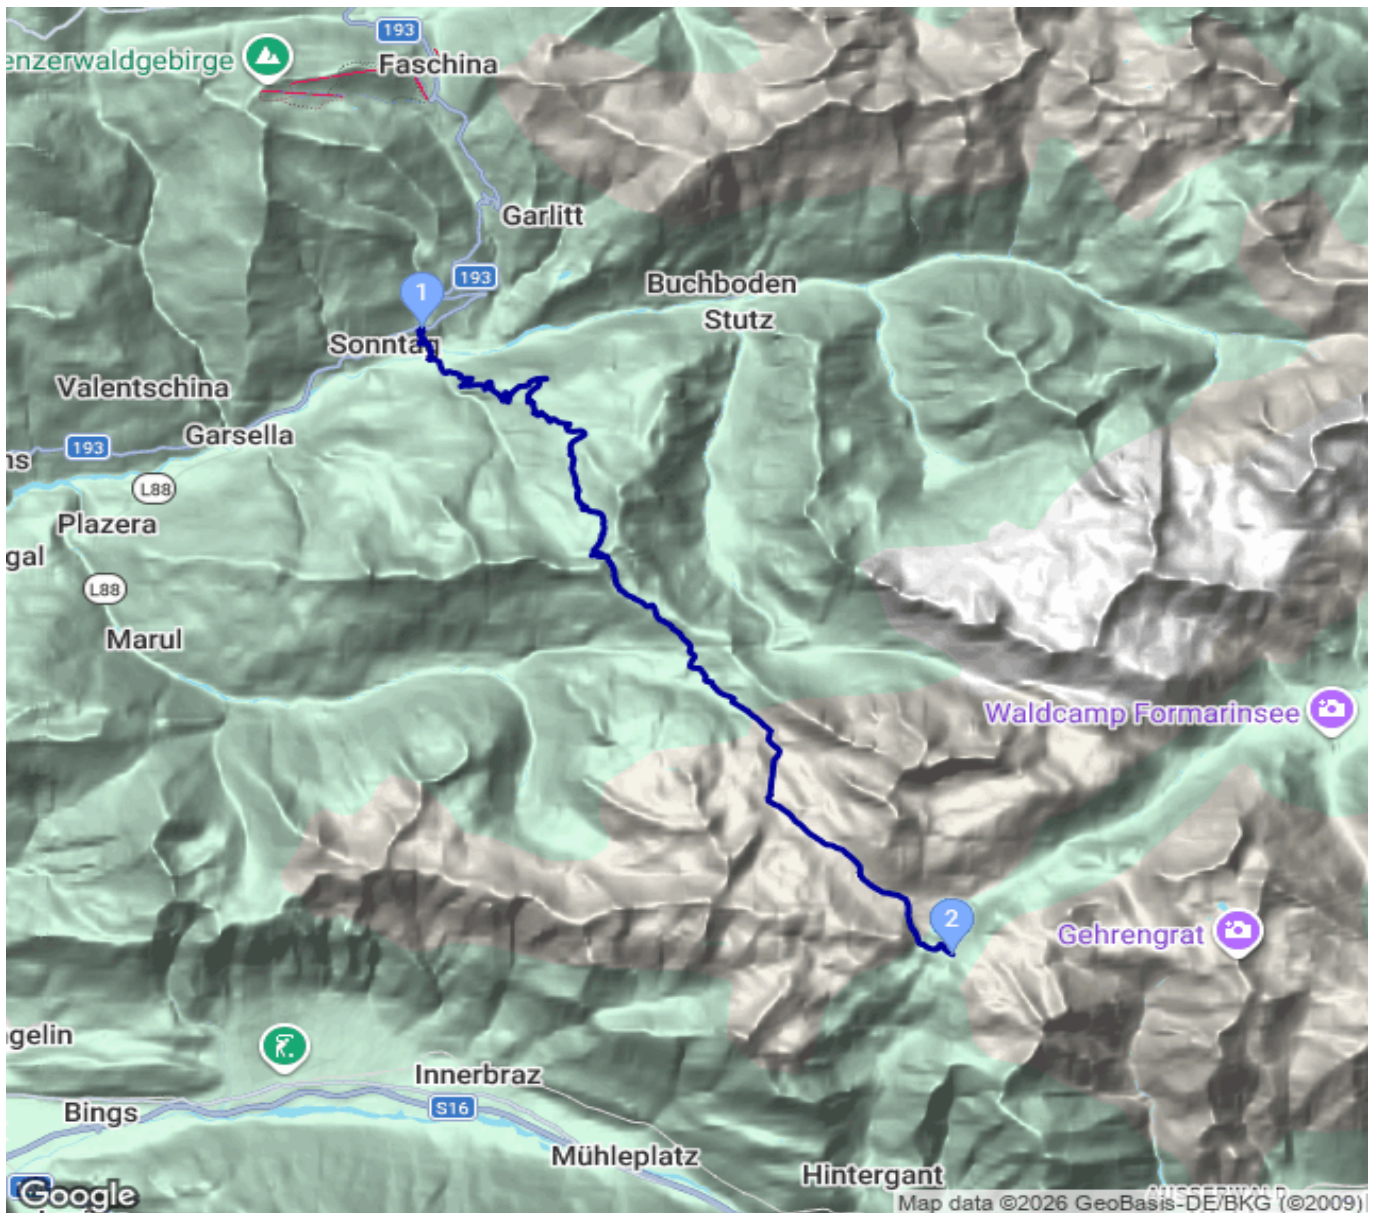 193
enzerwaldgebirge
Faschina
Garlitt
193
1
Buchboden
Stutz
Sonntag
Valentschina
Garsella
193
ns
L88
Plazera
gal
L88
Marul
Waldcamp Formarinsee
2
Gehrengrat
gelin
Innerbraz
S16
Bings
Mühleplatz
Hintergant
AUSSERWALD
Google
Map data ©2026 GeoBasis-DE/BKG (©2009)